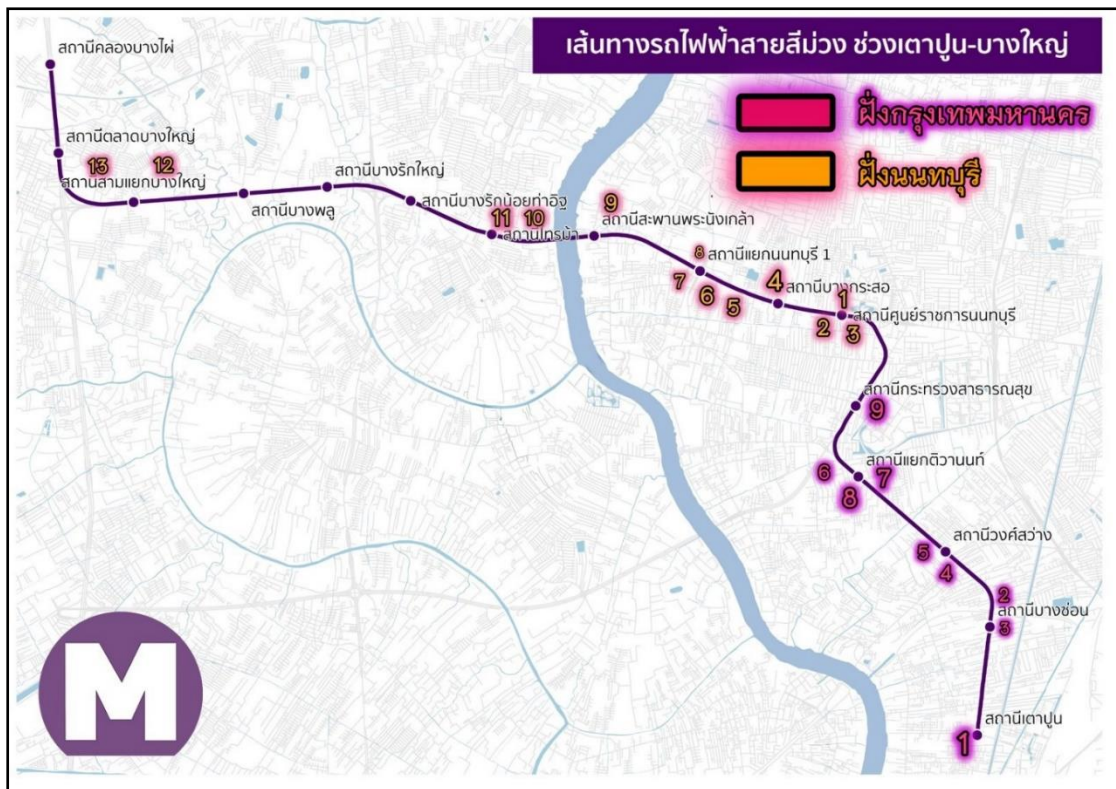 เส้นทางรถไฟฟ้าสายสีม่วง ช่วงเตาปูน-บางใหญ่
ฝั่งกรุงเทพมหานคร
ฝั่งนนทบุรี
สถานีคลองบางไผ่
สถานีตลาดบางใหญ่
13 12
สถานีสามแยกบางใหญ่
สถานีบางพลู
สถานีบางรักใหญ่
สถานีบางรักน้อยท่าอิฐ
11 10
สถานีไทรม้า
9
สถานีสะพานพระนั่งเกล้า
8 สถานีแยกนนทบุรี 1
7 6 5
4 สถานีบางกระสอ
1
สถานีศูนย์ราชการนนทบุรี
2 3
สถานีกระทรวงสาธารณสุข
9
สถานีแยกติวานนท์
6 8 7
สถานีวงศ์สว่าง
5 4
2
สถานีบางซ่อน
3
สถานีเตาปูน
1
M